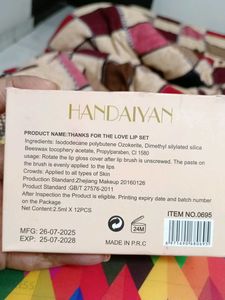 HANDAIYAN
PRODUCT NAME:THANKS FOR THE LOVE LIP SET
Ingredients: Isododecane polybutene Ozokerite, Dimethyl silylated silica
Beeswax tocophery acetate, Propylparaben, CI 1580
usage: Rotate the lip gloss cover after lip brush is unscrewed. The paste on
the brush is evenly applied to the lips
Crowds: Applied to all types of Skin
Production Standard:Zhejiang Makeup 20160126
Product Standard :GB/T 27576-2011
After Inspection the Product is eligible. Printing expiry date and batch number
on the Package
Net Content:2.5ml X 12PCS
ITEM NO.0695
MFG: 26-07-2025
EXP: 25-07-2028
24M
MADE IN P.R.C